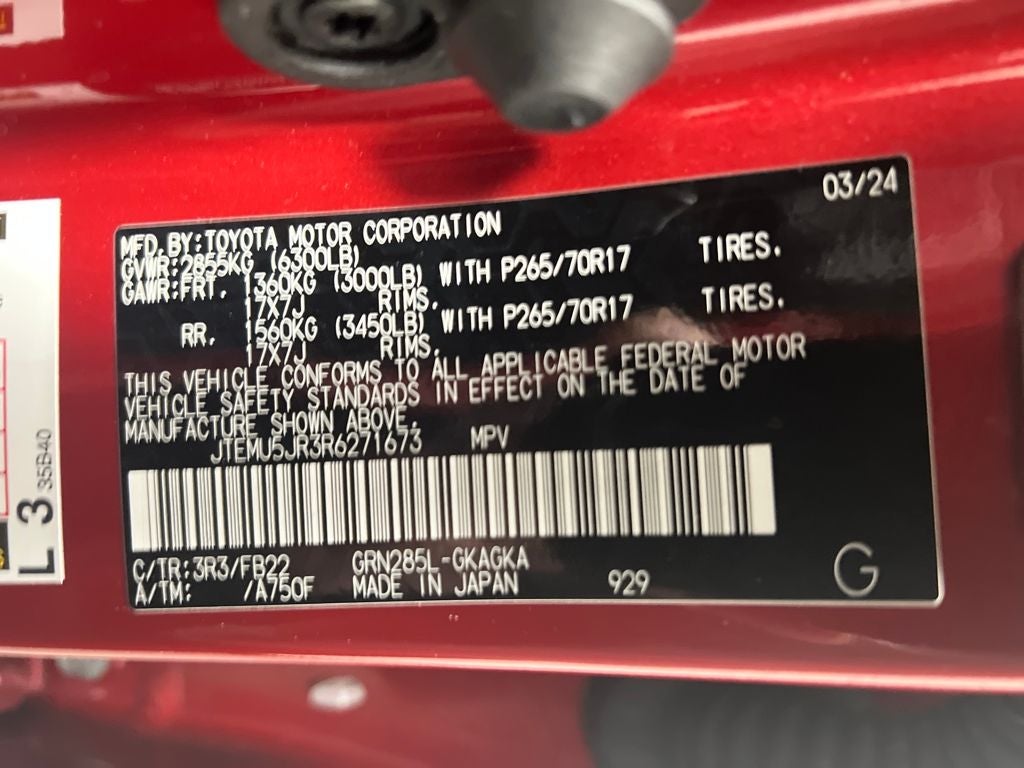 03/24
MFD.BY:TOYOTA MOTOR CORPORATION
GVWR:2855KG (6300LB)
GAWR:FRT. 1360KG (3000LB) WITH P265/70R17 TIRES.
17X7J RIMS.
RR. 1560KG (3450LB) WITH P265/70R17 TIRES.
17X7J RIMS.
THIS VEHICLE CONFORMS TO ALL APPLICABLE FEDERAL MOTOR
VEHICLE SAFETY STANDARDS IN EFFECT ON THE DATE OF
MANUFACTURE SHOWN ABOVE.
JTEMU5JR3R6271673 MPV
C/TR:3R3/FB22 GRN285L-GKAGKA
A/TM: /A750F MADE IN JAPAN 929
G
L 3 35B40